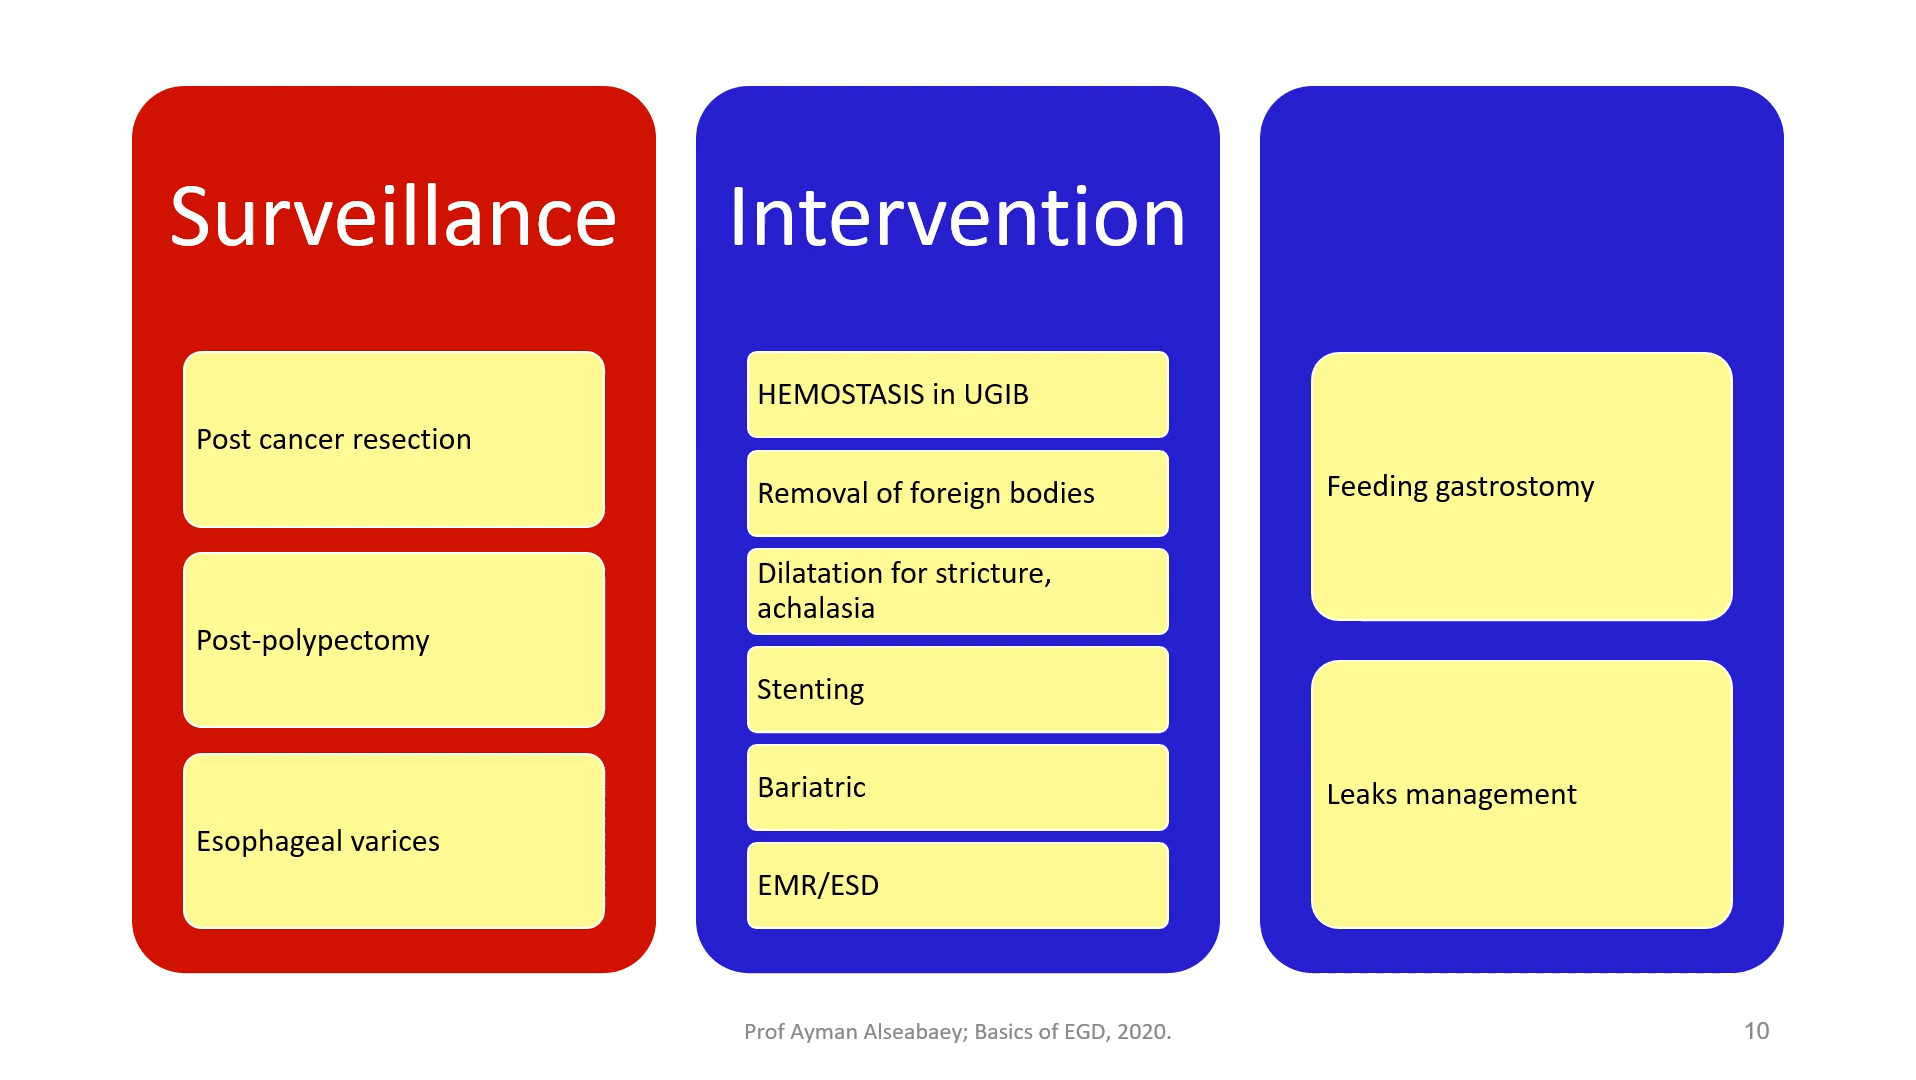 Surveillance
Post cancer resection
Post-polypectomy
Esophageal varices
Intervention
HEMOSTASIS in UGIB
Removal of foreign bodies
Dilatation for stricture,
achalasia
Stenting
Bariatric
EMR/ESD
Feeding gastrostomy
Leaks management
Prof Ayman Alseabaey; Basics of EGD, 2020.
10